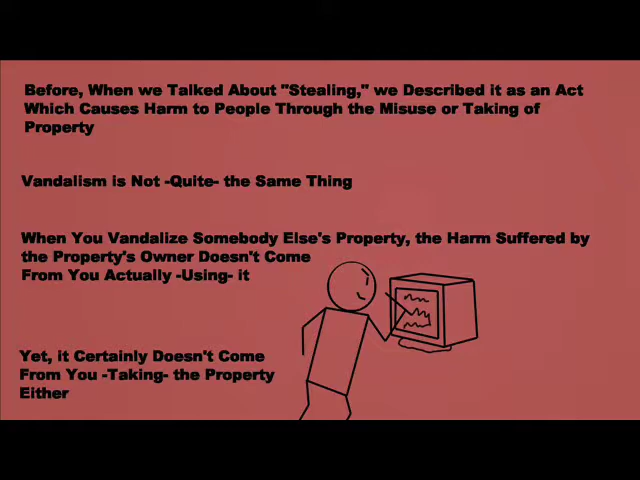 Before, When we Talked About "Stealing," we Described it as an Act
Which Causes Harm to People Through the Misuse or Taking of
Property
Vandalism is Not -Quite- the Same Thing
When You Vandalize Somebody Else's Property, the Harm Suffered by
the Property's Owner Doesn't Come
From You Actually -Using- it
Yet, it Certainly Doesn't Come
From You -Taking- the Property
Either